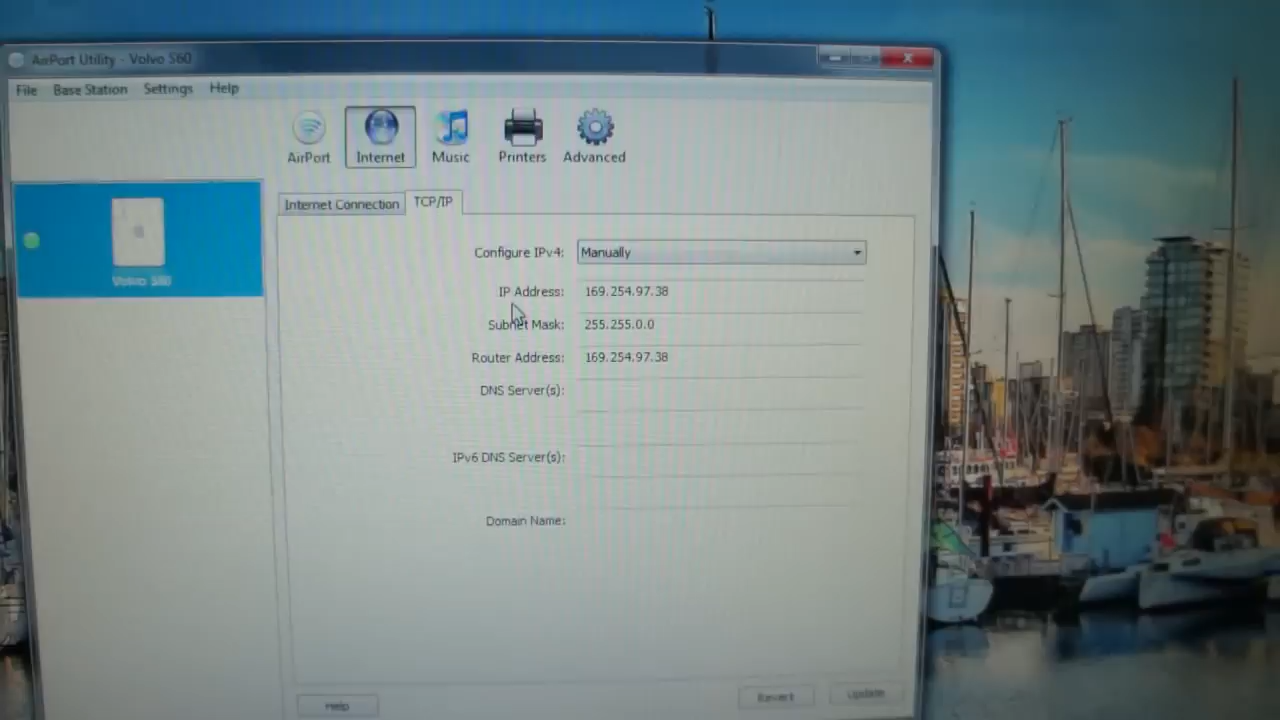 AirPort Utility - Volvo S60
File Base Station Settings Help
AirPort Internet Music Printers Advanced
Internet Connection TCP/IP
Volvo S60
Configure IPv4: Manually
IP Address: 169.254.97.38
Subnet Mask: 255.255.0.0
Router Address: 169.254.97.38
DNS Server(s):
IPv6 DNS Server(s):
Domain Name:
Help Revert Update